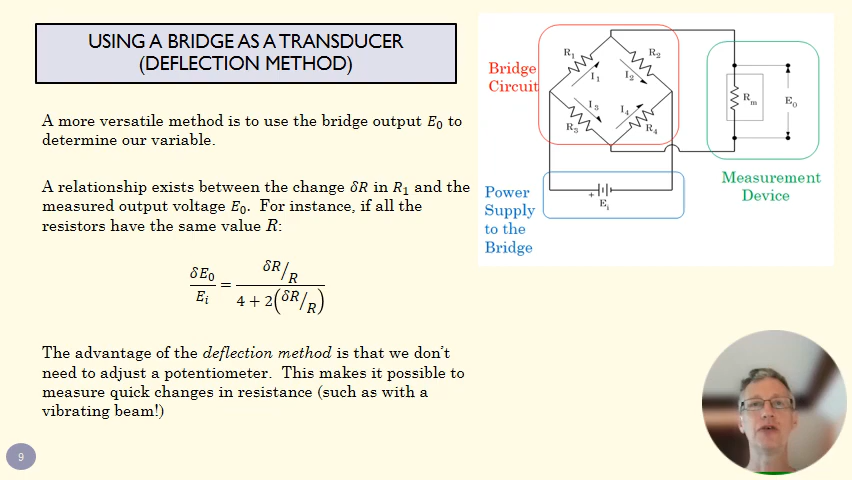 USING A BRIDGE AS A TRANSDUCER
(DEFLECTION METHOD)
A more versatile method is to use the bridge output E₀ to
determine our variable.
A relationship exists between the change δR in R₁ and the
measured output voltage E₀. For instance, if all the
resistors have the same value R:
δE₀/Eᵢ = (δR/R)/(4 + 2(δR/R))
The advantage of the deflection method is that we don't
need to adjust a potentiometer. This makes it possible to
measure quick changes in resistance (such as with a
vibrating beam!)
9
Bridge
Circuit
R₁
R₂
I₁
I₂
I₃
I₄
R₃
R₄
Rₘ
E₀
Measurement
Device
Power
Supply
to the
Bridge
+
Eᵢ